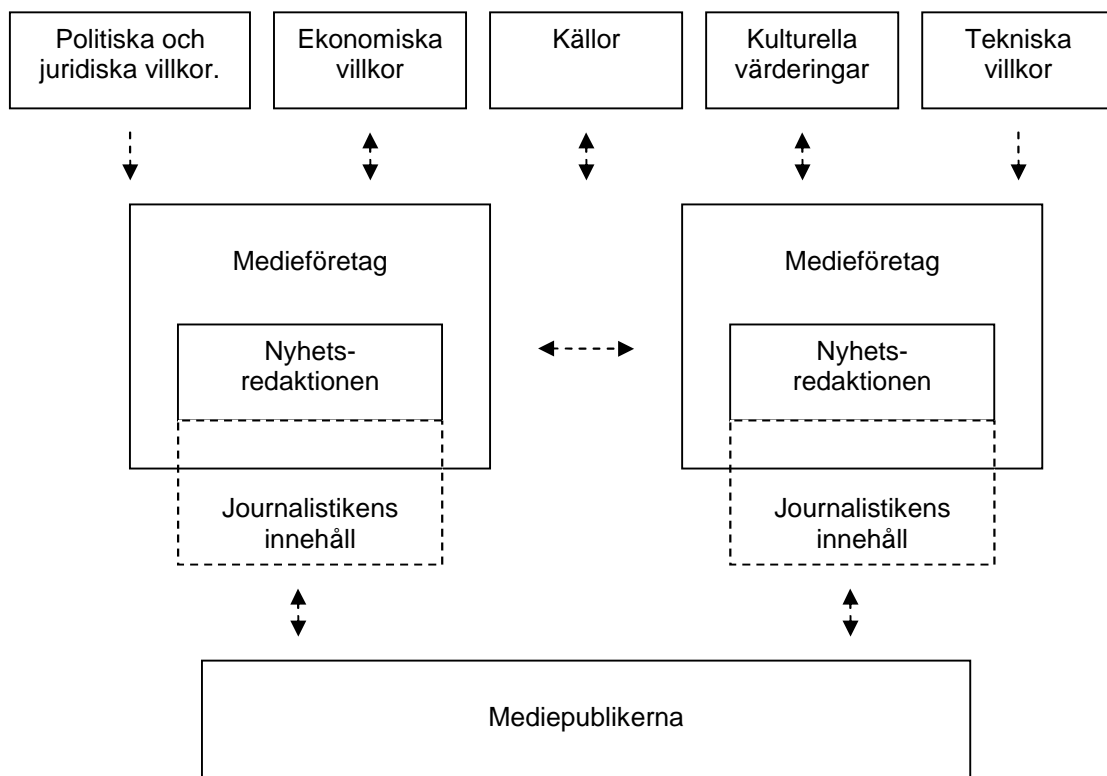 Politiska och
juridiska villkor.
Ekonomiska
villkor
Källor
Kulturella
värderingar
Tekniska
villkor
Medieföretag
Medieföretag
Nyhets-
redaktionen
Nyhets-
redaktionen
Journalistikens
innehåll
Journalistikens
innehåll
Mediepublikerna